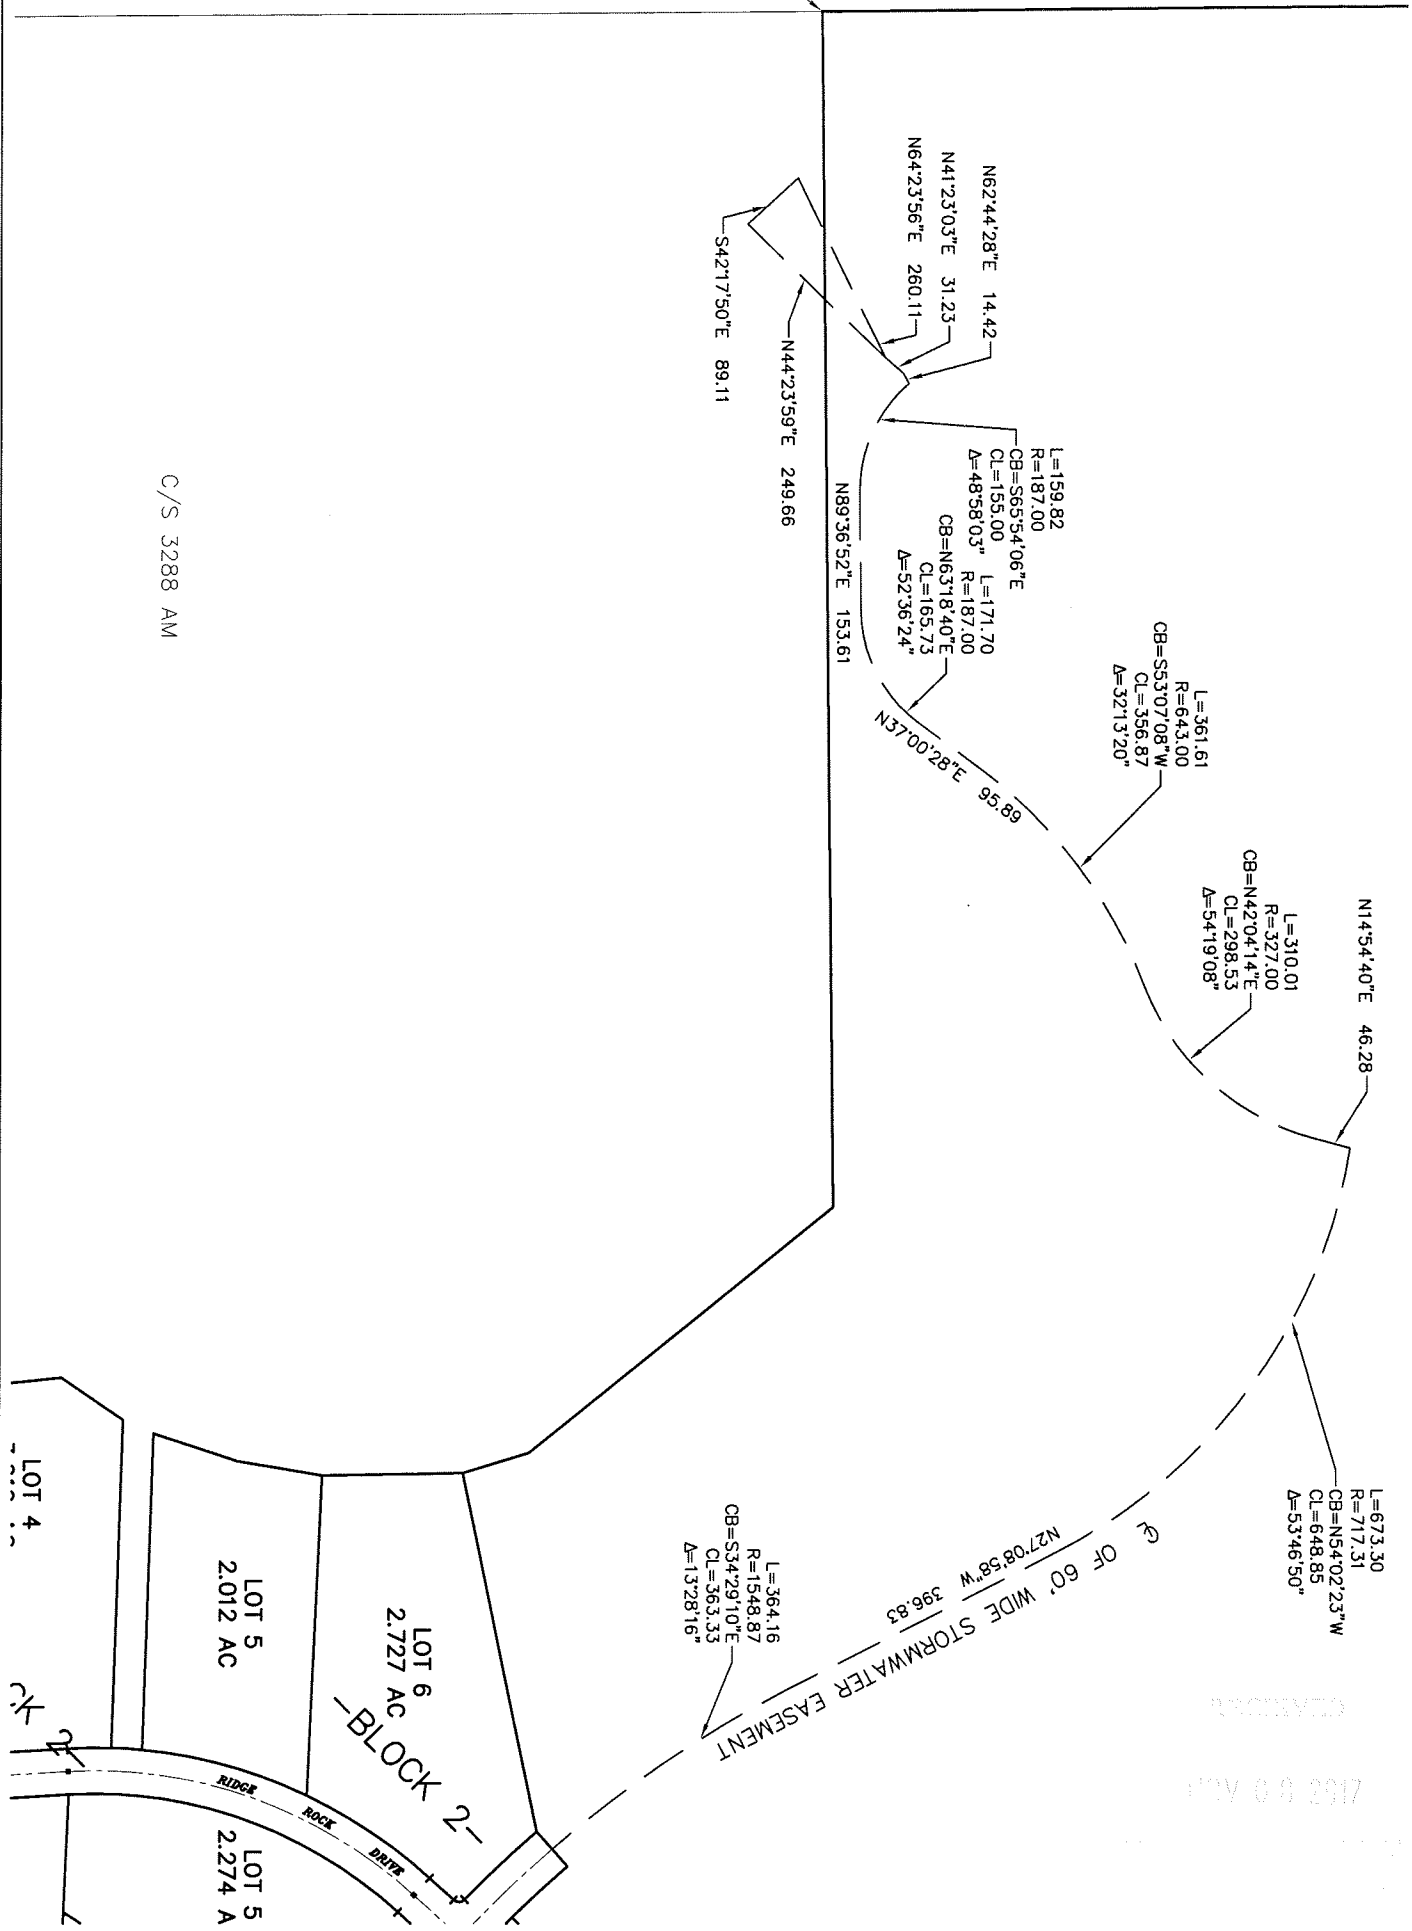 N62°44'28"E 14.42
N41°23'03"E 31.23
N64°23'56"E 260.11
S42°17'50"E 89.11
N44°23'59"E 249.66
L=159.82
R=187.00
CB=S65°54'06"E
CL=155.00
Δ=48°58'03"
N89°36'52"E 153.61
L=171.70
R=187.00
CB=N63°18'40"E
CL=165.73
Δ=52°36'24"
N37°00'28"E 95.89
L=361.61
R=643.00
CB=S53°07'08"W
CL=356.87
Δ=32°13'20"
L=310.01
R=327.00
CB=N42°04'14"E
CL=298.53
Δ=54°19'08"
N14°54'40"E 46.28
L=673.30
R=717.31
CB=N54°02'23"W
CL=648.85
Δ=53°46'50"
℄ OF 60' WIDE STORMWATER EASEMENT
N27°08'58"W 396.83
L=364.16
R=1548.87
CB=S34°29'10"E
CL=363.33
Δ=13°28'16"
C/S 3288 AM
LOT 6
2.727 AC
-BLOCK 2-
LOT 5
2.012 AC
LOT 4
CK 2-
RIDGE ROCK DRIVE
LOT 5
2.274 A
RECEIVED
NOV 08 2017